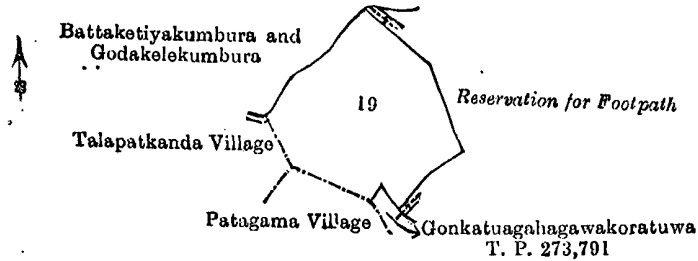 Battaketiyakumbura and
Godakelekumbura
19
Reservation for Footpath
Talapatkanda Village
Patagama Village
Gonkatuagahagawakoratuwa
T. P. 273,791